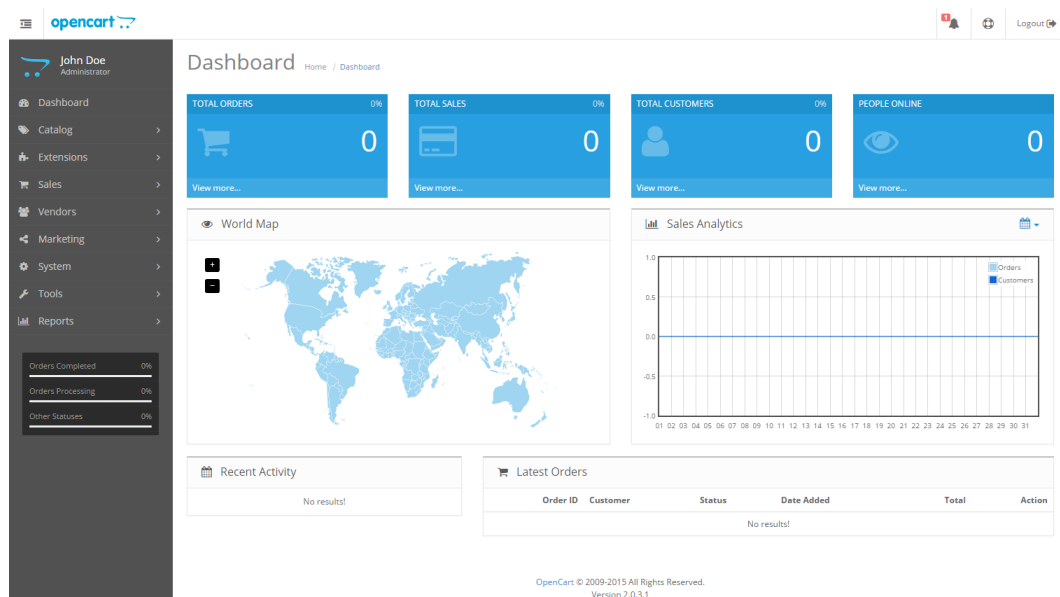 opencart
1
Logout
John Doe
Administrator
Dashboard
Catalog
Extensions
Sales
Vendors
Marketing
System
Tools
Reports
Orders Completed 0%
Orders Processing 0%
Other Statuses 0%
Dashboard Home / Dashboard
TOTAL ORDERS 0%
0
View more...
TOTAL SALES 0%
0
View more...
TOTAL CUSTOMERS 0%
0
View more...
PEOPLE ONLINE
0
View more...
World Map
+
-
Sales Analytics
1.0
0.5
0.0
-0.5
-1.0
Orders
Customers
01 02 03 04 05 06 07 08 09 10 11 12 13 14 15 16 17 18 19 20 21 22 23 24 25 26 27 28 29 30 31
Recent Activity
No results!
Latest Orders
Order ID Customer Status Date Added Total Action
No results!
OpenCart © 2009-2015 All Rights Reserved.
Version 2.0.3.1